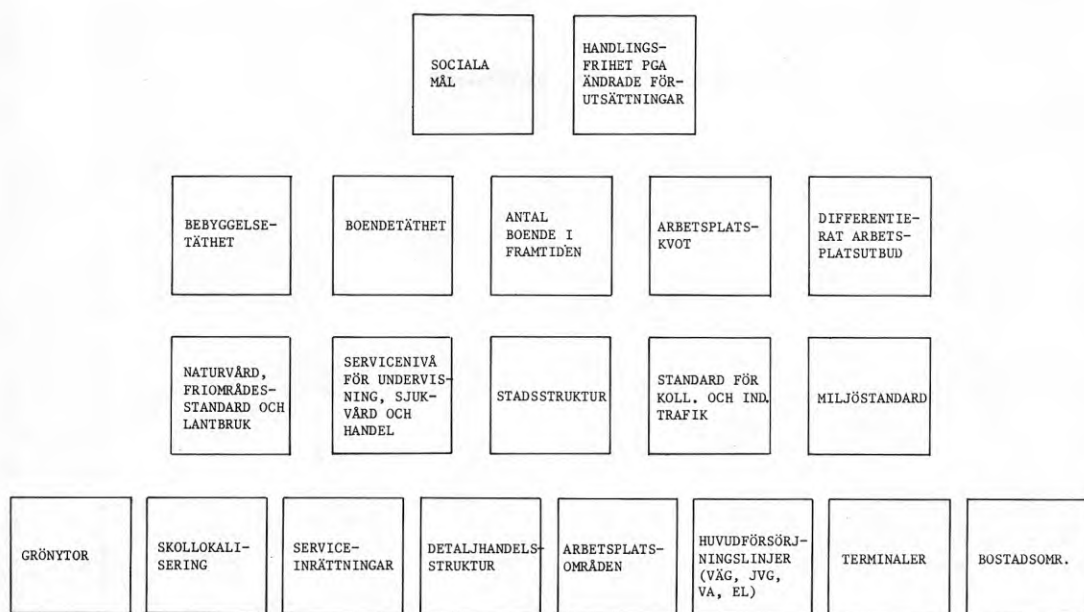 SOCIALA
MÅL
HANDLINGS-
FRIHET PGA
ÄNDRADE FÖR-
UTSÄTTNINGAR
BEBYGGELSE-
TÄTHET
BOENDETÄTHET
ANTAL
BOENDE I
FRAMTIDEN
ARBETSPLATS-
KVOT
DIFFERENTIE-
RAT ARBETS-
PLATSUTBUD
NATURVÅRD,
FRIOMRÅDES-
STANDARD OCH
LANTBRUK
SERVICENIVÅ
FÖR UNDERVIS-
NING, SJUK-
VÅRD OCH
HANDEL
STADSSTRUKTUR
STANDARD FÖR
KOLL. OCH IND.
TRAFIK
MILJÖSTANDARD
GRÖNYTOR
SKOLLOKALI-
SERING
SERVICE-
INRÄTTNINGAR
DETALJHANDELS-
STRUKTUR
ARBETSPLATS-
OMRÅDEN
HUVUDFÖRSÖRJ-
NINGSLINJER
(VÄG, JVG,
VA, EL)
TERMINALER
BOSTADSOMR.